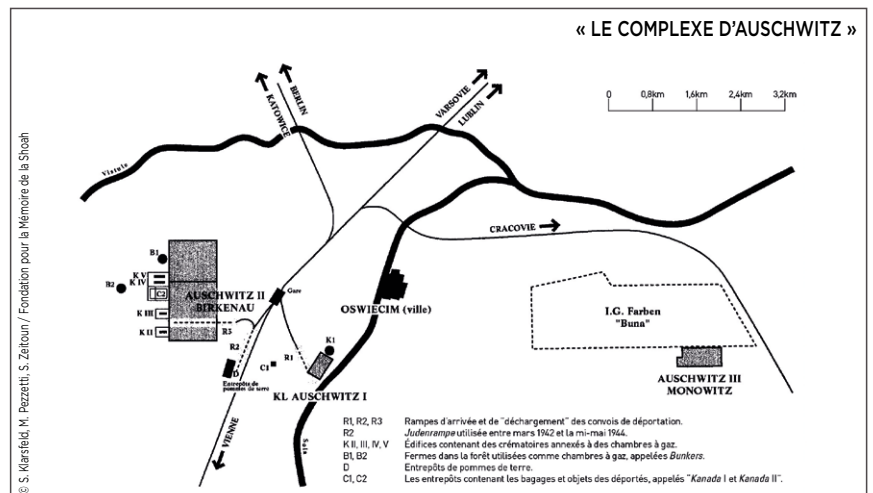 « LE COMPLEXE D'AUSCHWITZ »
KATOWICE
BERLIN
VARSOVIE
LUBLIN
0 0,8km 1,6km 2,4km 3,2km
Vistule
CRACOVIE
B1
B2
K V
K IV
C2
K III
K II
AUSCHWITZ II
BIRKENAU
Gare
OSWIECIM (ville)
I.G. Farben
"Buna"
R3
R2
R1
K1
C1
D
Entrepôts de
pommes de terre
KL AUSCHWITZ I
AUSCHWITZ III
MONOWITZ
VIENNE
Sola
R1, R2, R3 Rampes d'arrivée et de "déchargement" des convois de déportation.
R2 Judenrampe utilisée entre mars 1942 et la mi-mai 1944.
K II, III, IV, V Édifices contenant des crématoires annexés à des chambres à gaz.
B1, B2 Fermes dans la forêt utilisées comme chambres à gaz, appelées Bunkers.
D Entrepôts de pommes de terre.
C1, C2 Les entrepôts contenant les bagages et objets des déportés, appelés "Kanada I et Kanada II".
© S. Klarsfeld, M. Pezzetti, S. Zeitoun / Fondation pour la Mémoire de la Shoah